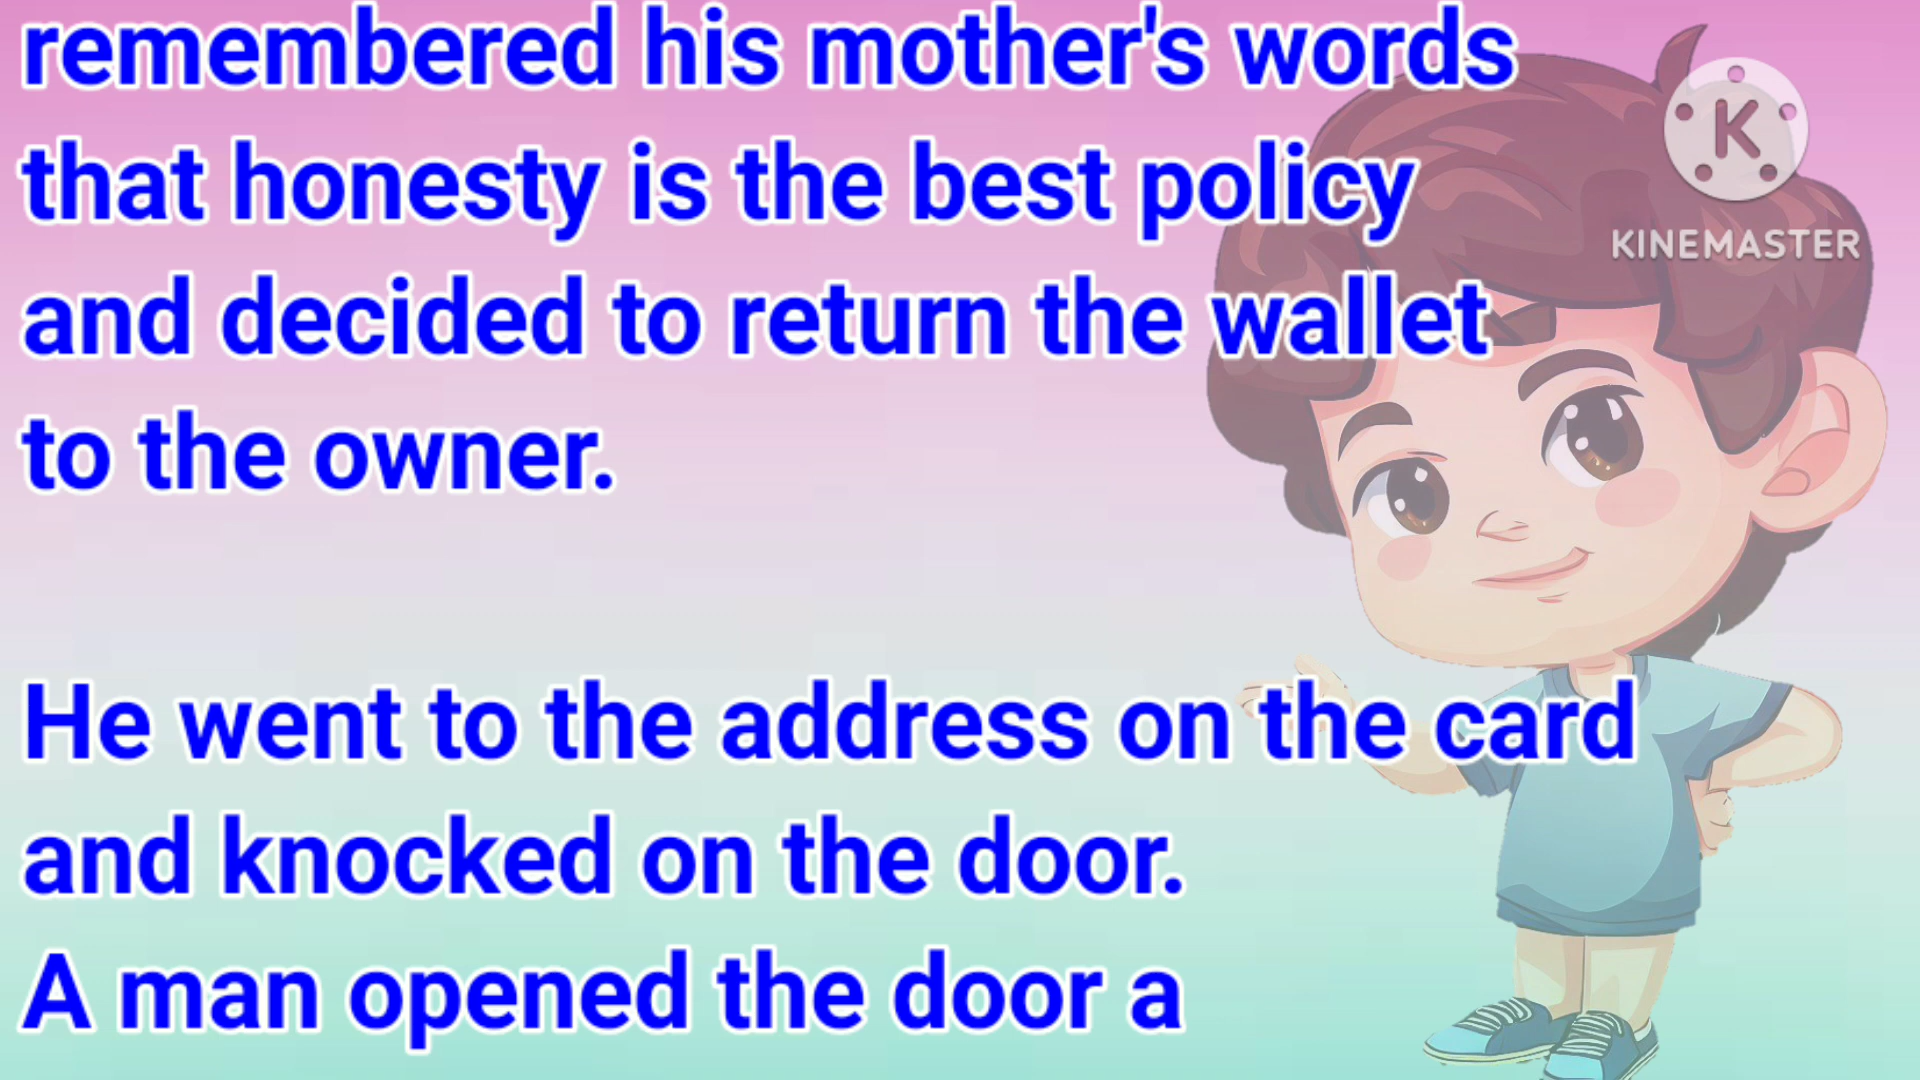 remembered his mother's words
that honesty is the best policy
and decided to return the wallet
to the owner.
He went to the address on the card
and knocked on the door.
A man opened the door a
K
KINEMASTER